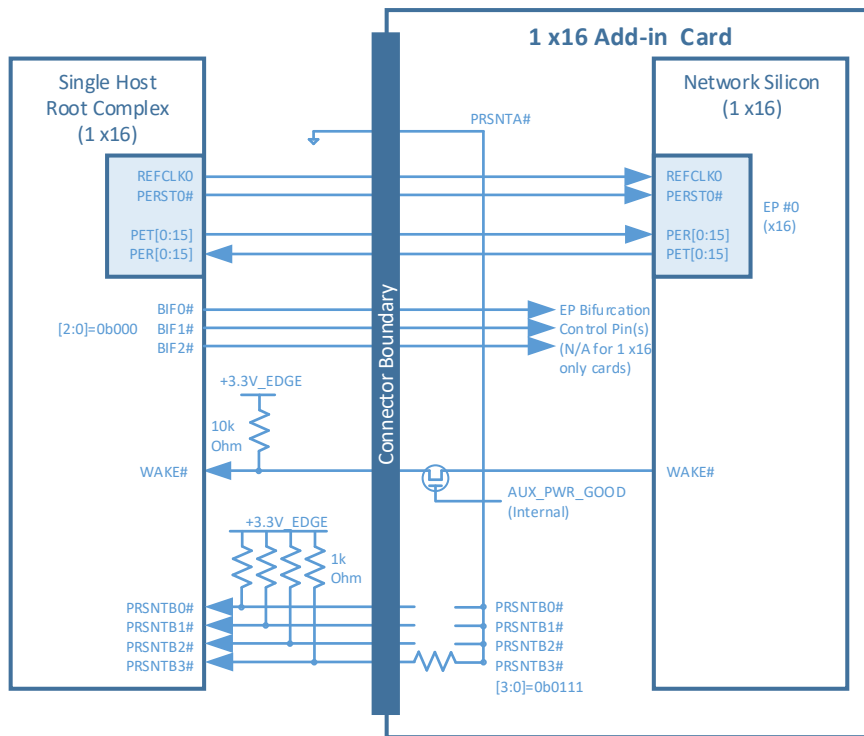 1 x16 Add-in Card
Single Host
Root Complex
(1 x16)
Network Silicon
(1 x16)
PRSNTA#
REFCLK0
PERST0#
PET[0:15]
PER[0:15]
REFCLK0
PERST0#
PER[0:15]
PET[0:15]
EP #0
(x16)
BIF0#
BIF1#
BIF2#
[2:0]=0b000
EP Bifurcation
Control Pin(s)
(N/A for 1 x16
only cards)
Connector Boundary
+3.3V_EDGE
10k
Ohm
WAKE#
WAKE#
AUX_PWR_GOOD
(Internal)
+3.3V_EDGE
1k
Ohm
PRSNTB0#
PRSNTB1#
PRSNTB2#
PRSNTB3#
PRSNTB0#
PRSNTB1#
PRSNTB2#
PRSNTB3#
[3:0]=0b0111